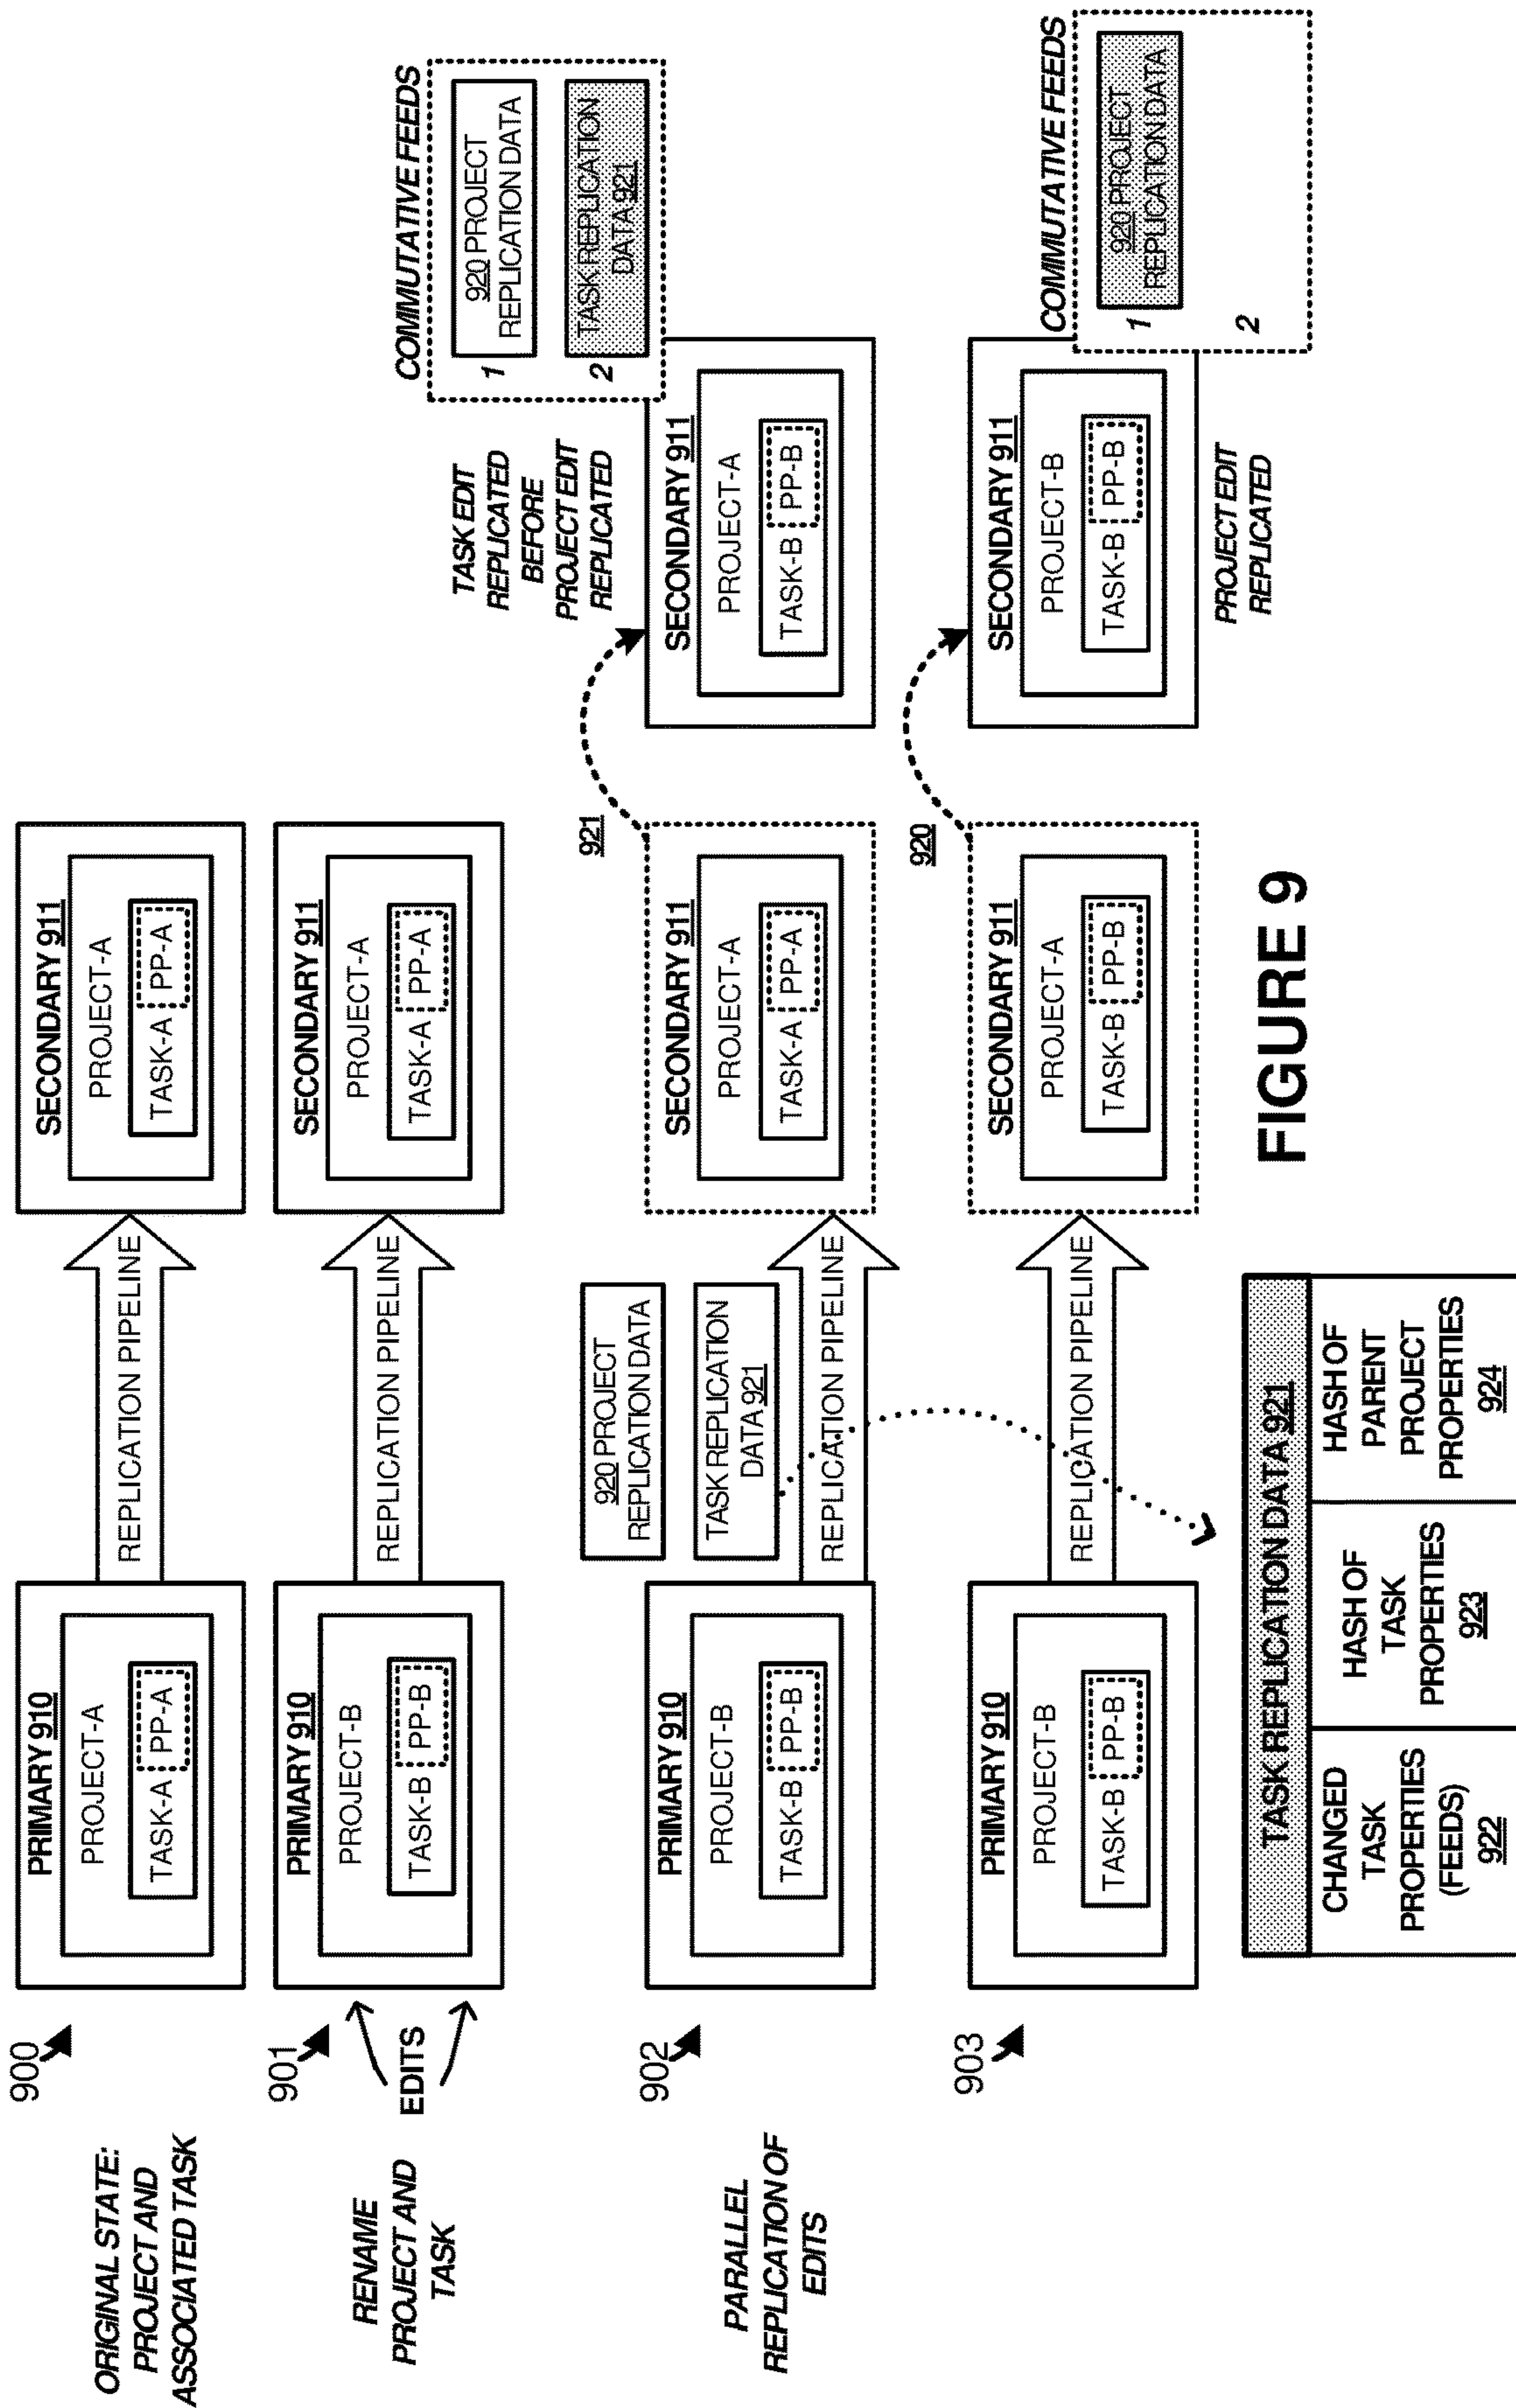 ORIGINAL STATE:
PROJECT AND
ASSOCIATED TASK
900
PRIMARY 910
PROJECT-A
TASK-A
PP-A
REPLICATION PIPELINE
SECONDARY 911
PROJECT-A
TASK-A
PP-A
RENAME
PROJECT AND
TASK
901
EDITS
PRIMARY 910
PROJECT-B
TASK-B
PP-B
REPLICATION PIPELINE
SECONDARY 911
PROJECT-A
TASK-A
PP-A
PARALLEL
REPLICATION OF
EDITS
902
PRIMARY 910
PROJECT-B
TASK-B
PP-B
920 PROJECT
REPLICATION DATA
TASK REPLICATION
DATA 921
REPLICATION PIPELINE
SECONDARY 911
PROJECT-A
TASK-A
PP-A
921
TASK EDIT
REPLICATED
BEFORE
PROJECT EDIT
REPLICATED
SECONDARY 911
PROJECT-A
TASK-B
PP-B
COMMUTATIVE FEEDS
1
920 PROJECT
REPLICATION DATA
2
TASK REPLICATION
DATA 921
903
PRIMARY 910
PROJECT-B
TASK-B
PP-B
REPLICATION PIPELINE
SECONDARY 911
PROJECT-A
TASK-B
PP-B
920
SECONDARY 911
PROJECT-B
TASK-B
PP-B
PROJECT EDIT
REPLICATED
COMMUTATIVE FEEDS
1
920 PROJECT
REPLICATION DATA
2
TASK REPLICATION DATA 921
CHANGED
TASK
PROPERTIES
(FEEDS)
922
HASH OF
TASK
PROPERTIES
923
HASH OF
PARENT
PROJECT
PROPERTIES
924
FIGURE 9